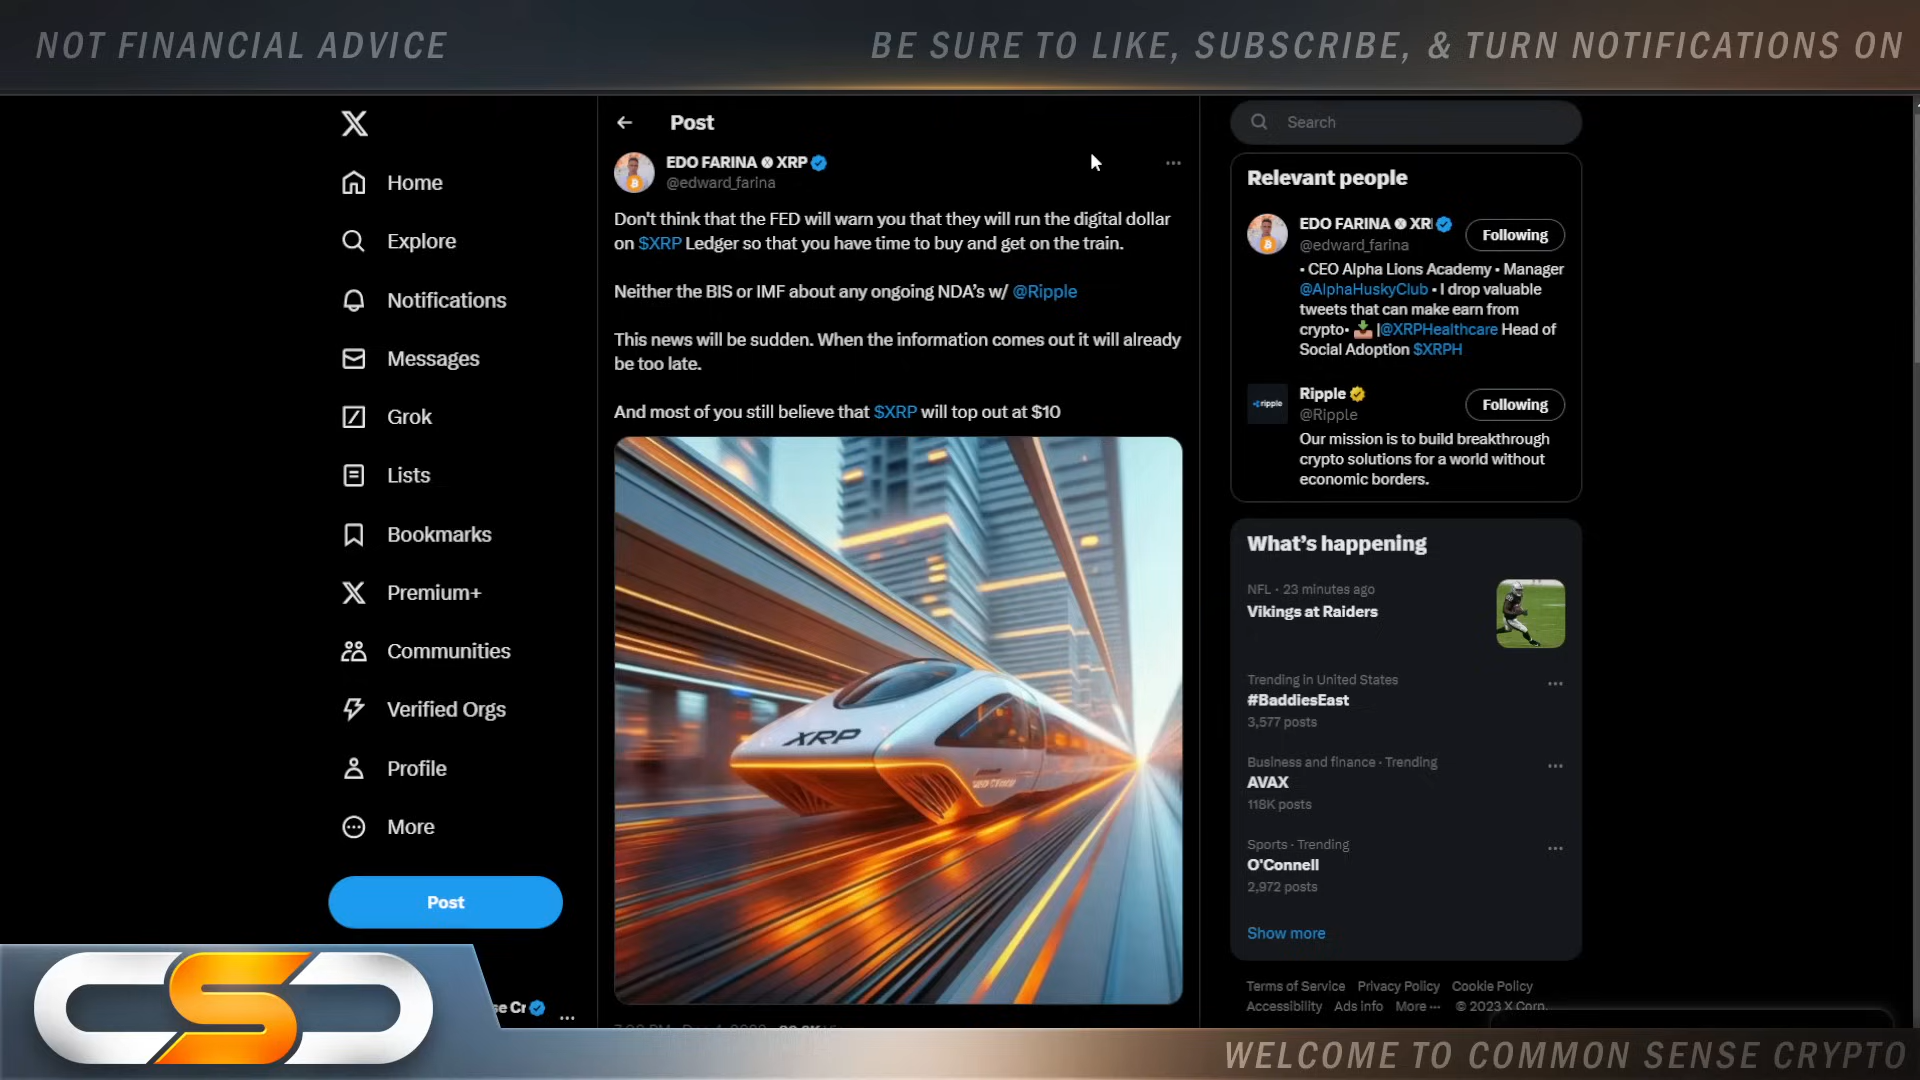 NOT FINANCIAL ADVICE
BE SURE TO LIKE, SUBSCRIBE, & TURN NOTIFICATIONS ON
Home
Explore
Notifications
Messages
Grok
Lists
Bookmarks
Premium+
Communities
Verified Orgs
Profile
More
Post
se Cr
Post
EDO FARINA XRP
@edward_farina
Don't think that the FED will warn you that they will run the digital dollar
on $XRP Ledger so that you have time to buy and get on the train.
Neither the BIS or IMF about any ongoing NDA's w/ @Ripple
This news will be sudden. When the information comes out it will already
be too late.
And most of you still believe that $XRP will top out at $10
XRP
Search
Relevant people
EDO FARINA XR
@edward_farina
Following
• CEO Alpha Lions Academy • Manager
@AlphaHuskyClub • I drop valuable
tweets that can make earn from
crypto• |@XRPHealthcare Head of
Social Adoption $XRPH
ripple
Ripple
@Ripple
Following
Our mission is to build breakthrough
crypto solutions for a world without
economic borders.
What's happening
NFL · 23 minutes ago
Vikings at Raiders
Trending in United States
#BaddiesEast
3,577 posts
Business and finance · Trending
AVAX
118K posts
Sports · Trending
O'Connell
2,972 posts
Show more
Terms of Service Privacy Policy Cookie Policy
Accessibility Ads info More ··· © 2023 X Corp.
CSC
WELCOME TO COMMON SENSE CRYPTO